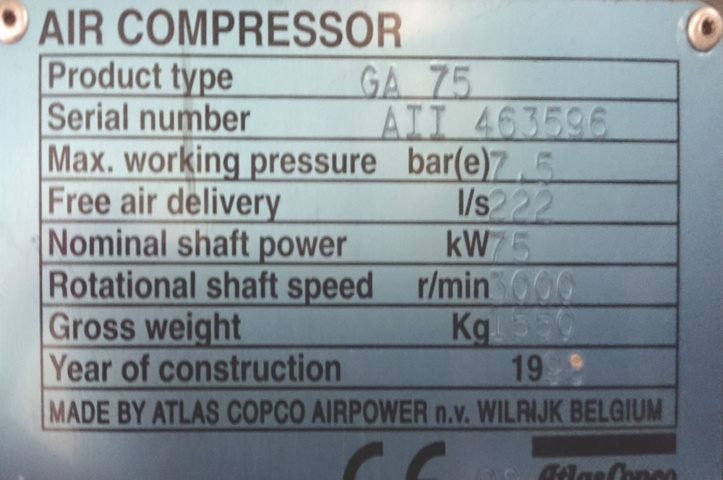 AIR COMPRESSOR
Product type GA 75
Serial number AII 463596
Max. working pressure bar(e) 7.5
Free air delivery l/s 222
Nominal shaft power kW 75
Rotational shaft speed r/min 3000
Gross weight Kg 1550
Year of construction 19
MADE BY ATLAS COPCO AIRPOWER n.v. WILRIJK BELGIUM
CE
Atlas Copco